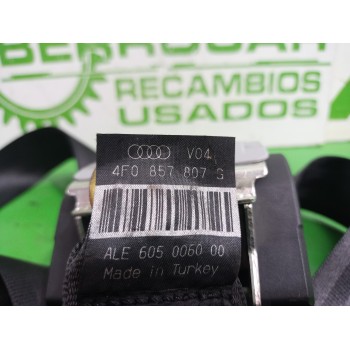 RECAMBIOS
USADOS
V04
4F0 857 807 G
ALE 605 0060 00
Made in Turkey